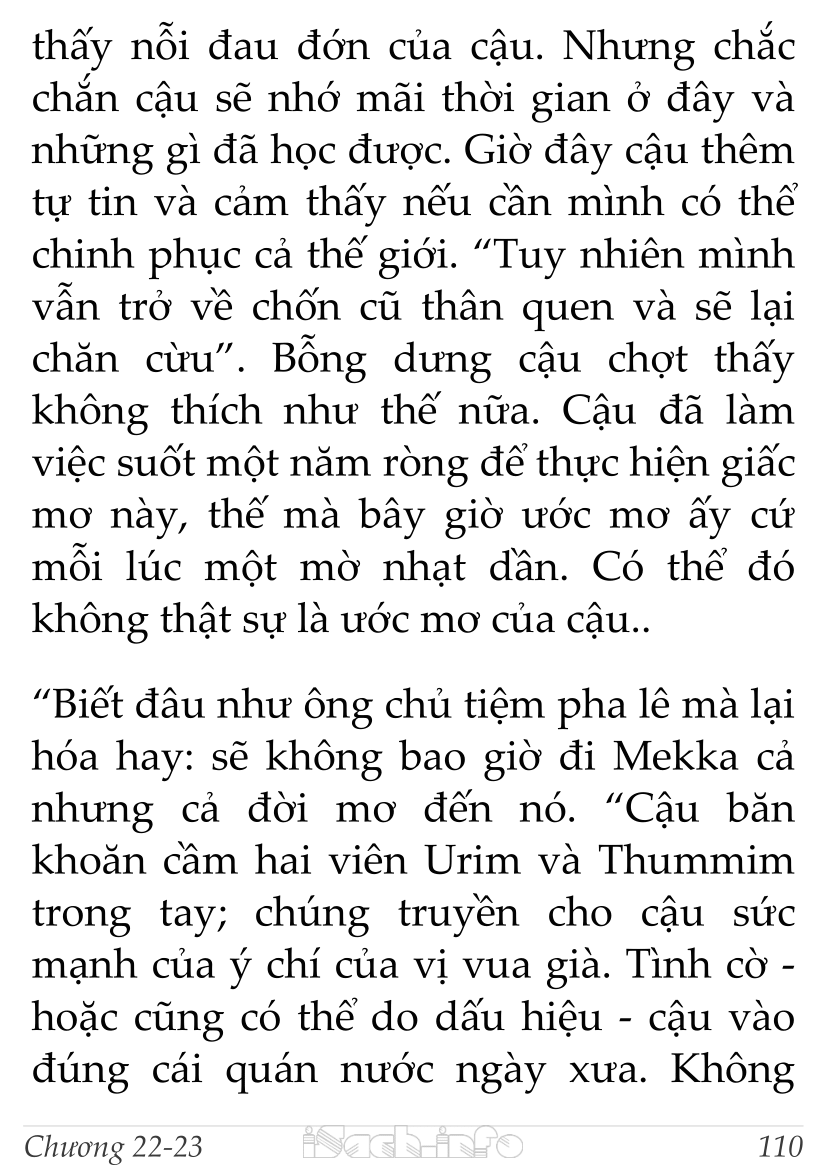 thấy nỗi đau đớn của cậu. Nhưng chắc
chắn cậu sẽ nhớ mãi thời gian ở đây và
những gì đã học được. Giờ đây cậu thêm
tự tin và cảm thấy nếu cần mình có thể
chinh phục cả thế giới. “Tuy nhiên mình
vẫn trở về chốn cũ thân quen và sẽ lại
chăn cừu”. Bỗng dưng cậu chợt thấy
không thích như thế nữa. Cậu đã làm
việc suốt một năm ròng để thực hiện giấc
mơ này, thế mà bây giờ ước mơ ấy cứ
mỗi lúc một mờ nhạt dần. Có thể đó
không thật sự là ước mơ của cậu..
“Biết đâu như ông chủ tiệm pha lê mà lại
hóa hay: sẽ không bao giờ đi Mekka cả
nhưng cả đời mơ đến nó. “Cậu băn
khoăn cầm hai viên Urim và Thummim
trong tay; chúng truyền cho cậu sức
mạnh của ý chí của vị vua già. Tình cờ -
hoặc cũng có thể do dấu hiệu - cậu vào
đúng cái quán nước ngày xưa. Không
Chương 22-23 iSach.info 110